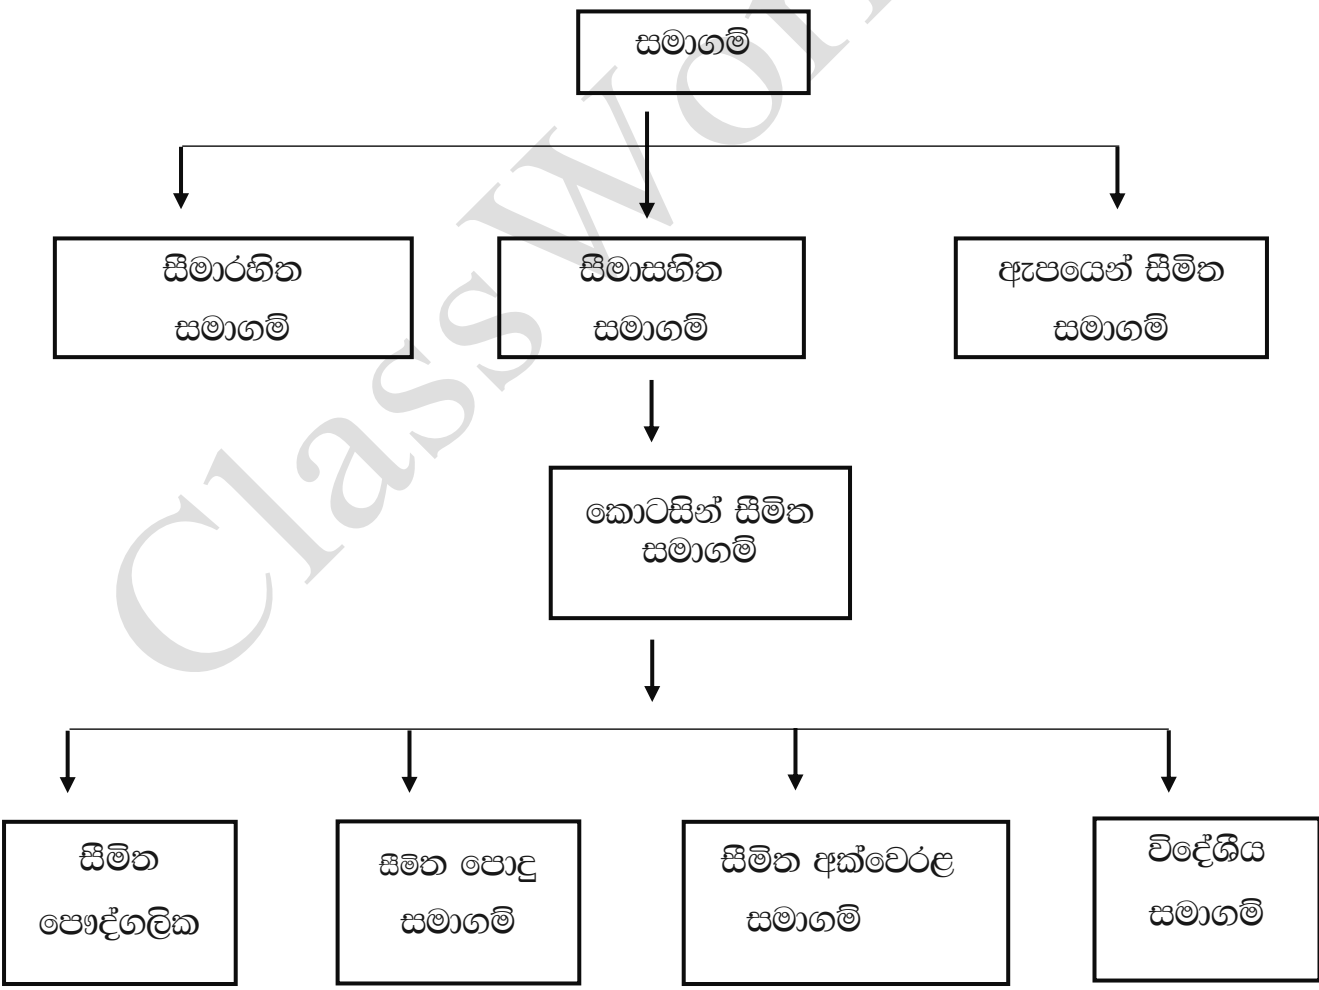 සමාගම්
සීමාරහිත
සමාගම්
සීමාසහිත
සමාගම්
ඇපයෙන් සීමිත
සමාගම්
කොටසින් සීමිත
සමාගම්
සීමිත
පෞද්ගලික
සීමිත පොදු
සමාගම්
සීමිත අක්වෙරළ
සමාගම්
විදේශීය
සමාගම්